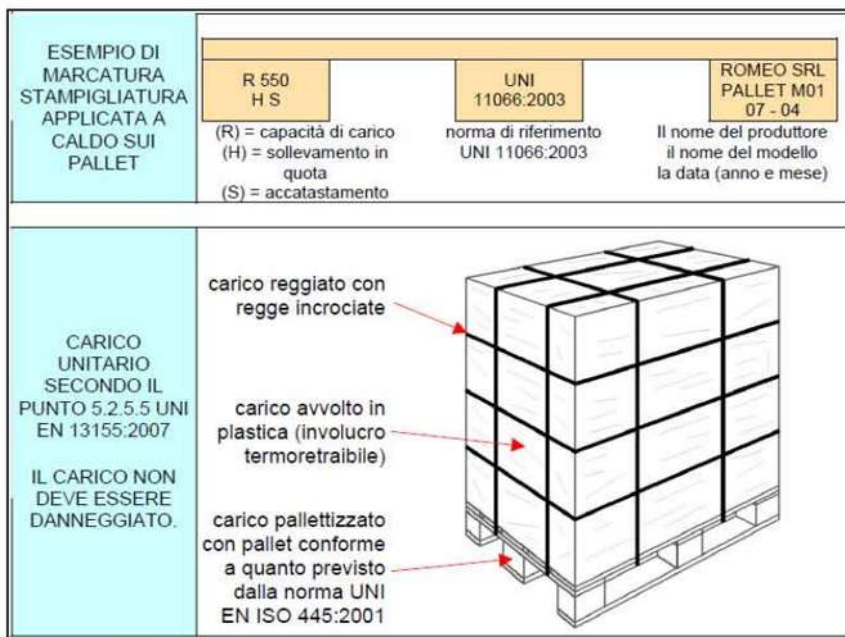 ESEMPIO DI
MARCATURA
STAMPIGLIATURA
APPLICATA A
CALDO SUI
PALLET
R 550
H S
UNI
11066:2003
ROMEO SRL
PALLET M01
07 - 04
(R) = capacità di carico
(H) = sollevamento in
quota
(S) = accatastamento
norma di riferimento
UNI 11066:2003
Il nome del produttore
il nome del modello
la data (anno e mese)
CARICO
UNITARIO
SECONDO IL
PUNTO 5.2.5.5 UNI
EN 13155:2007
IL CARICO NON
DEVE ESSERE
DANNEGGIATO.
carico reggiato con
regge incrociate
carico avvolto in
plastica (involucro
termoretraibile)
carico pallettizzato
con pallet conforme
a quanto previsto
dalla norma UNI
EN ISO 445:2001